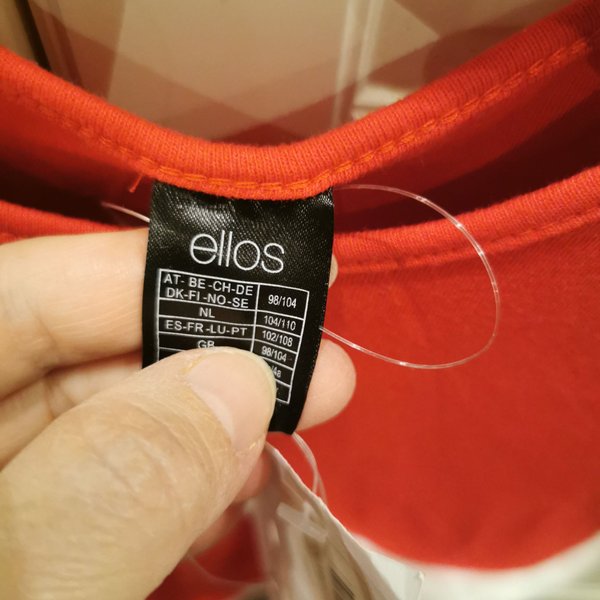 ellos
AT- BE -CH-DE
DK-FI -NO-SE 98/104
NL 104/110
ES-FR-LU-PT 102/108
GB 98/104